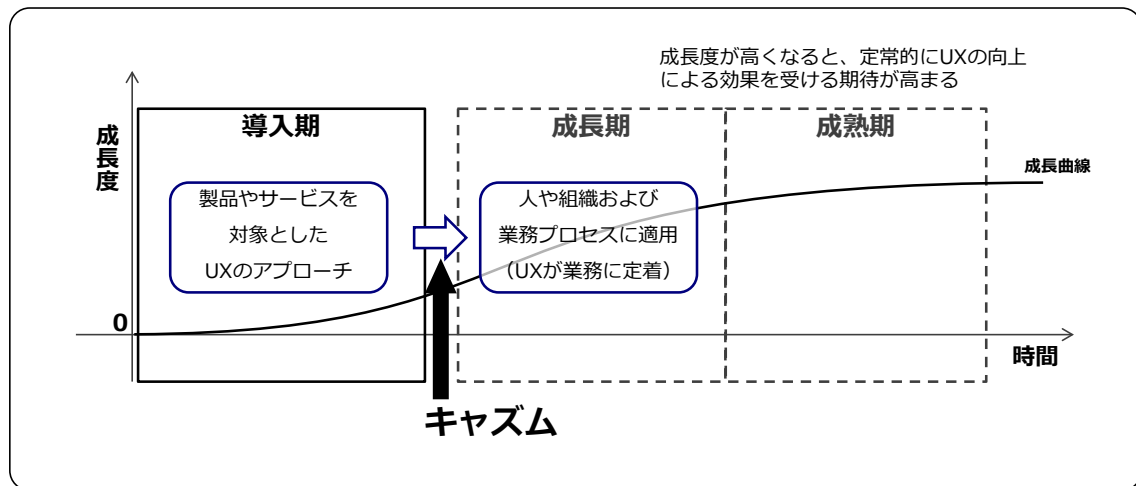 成長度が高くなると、定常的にUXの向上
による効果を受ける期待が高まる
成長度
導入期
成長期
成熟期
成長曲線
製品やサービスを
対象とした
UXのアプローチ
人や組織および
業務プロセスに適用
（UXが業務に定着）
0
時間
キャズム